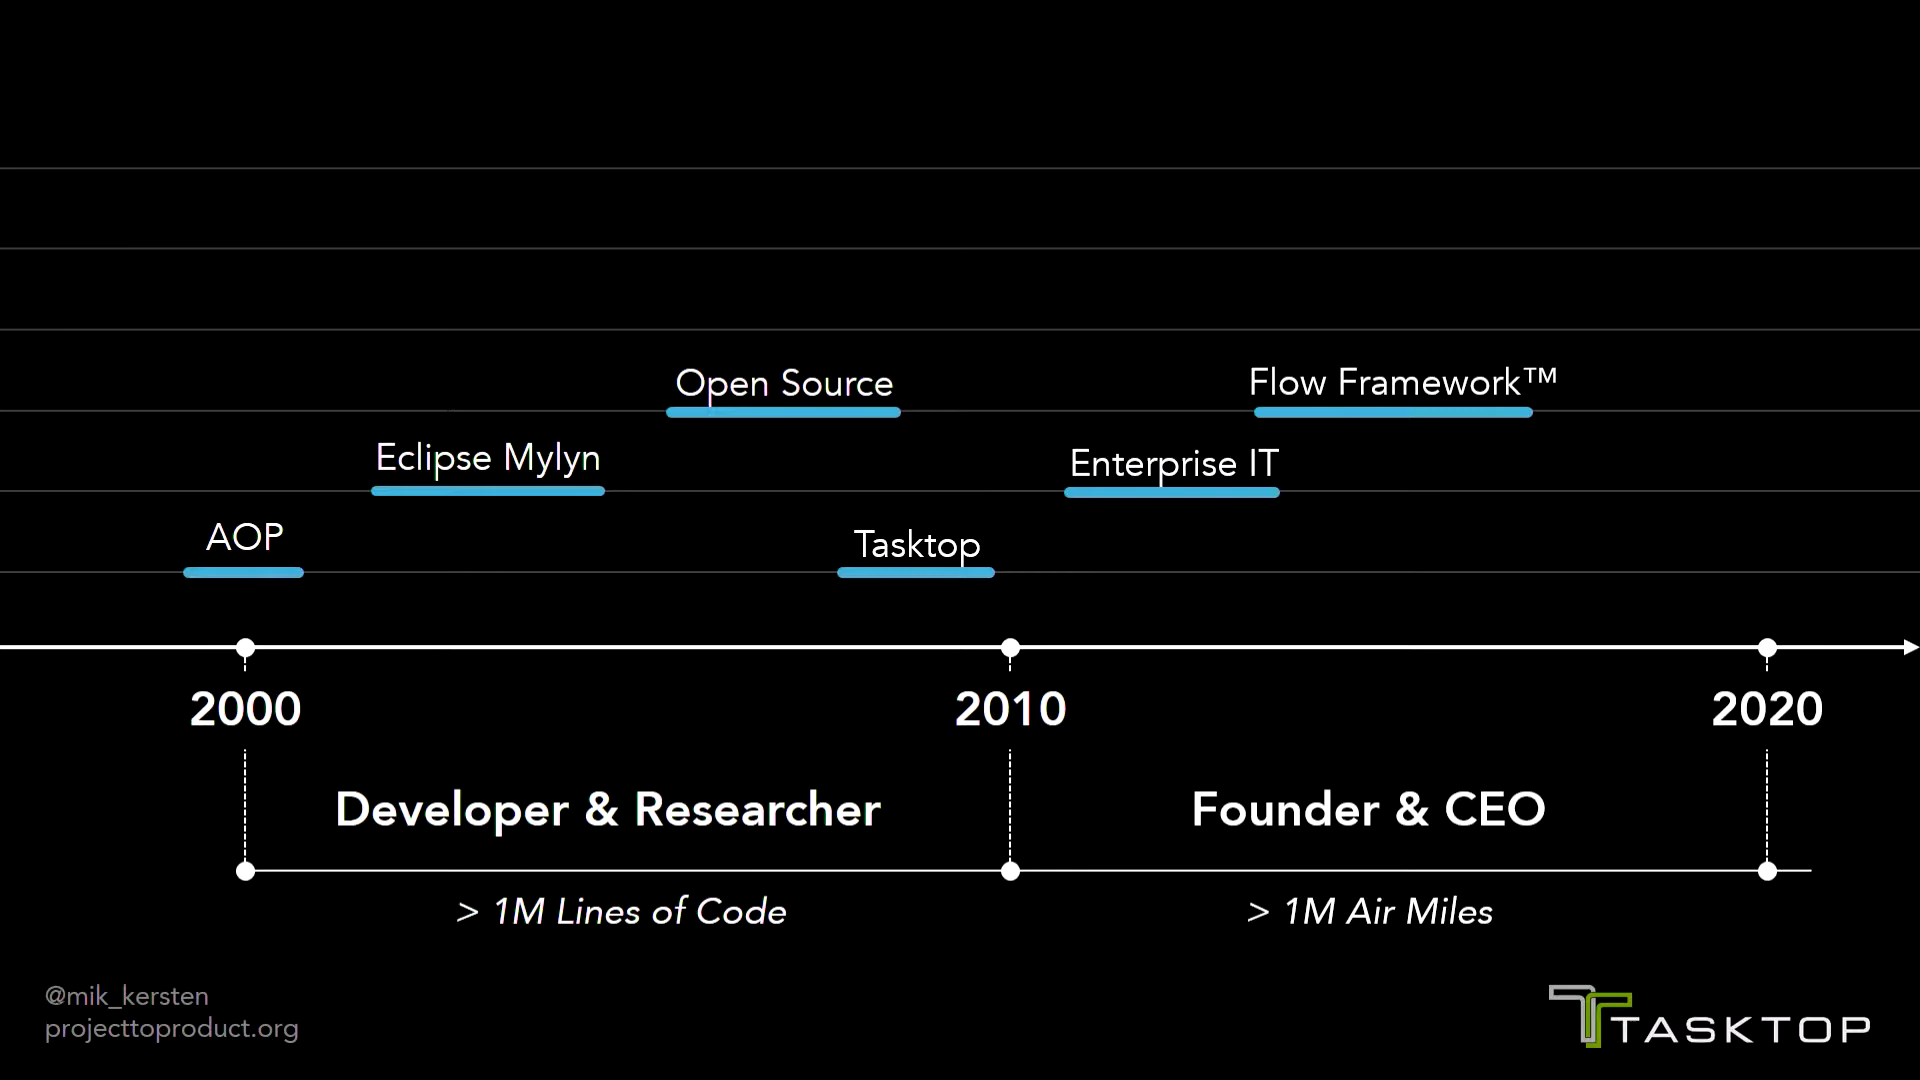 Open Source
Flow Framework™
Eclipse Mylyn
Enterprise IT
AOP
Tasktop
2000
2010
2020
Developer & Researcher
Founder & CEO
> 1M Lines of Code
> 1M Air Miles
@mik_kersten
projecttoproduct.org
TASKTOP